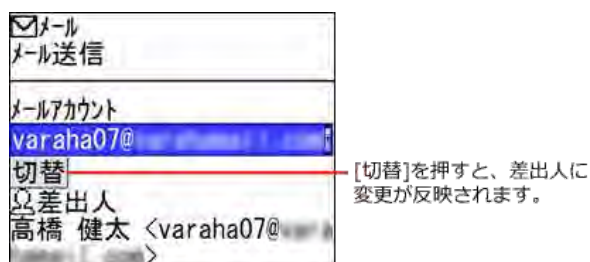 メール
メール送信
メールアカウント
varaha07@
切替
差出人
高橋 健太 <varaha07@
>
[切替]を押すと、差出人に
変更が反映されます。